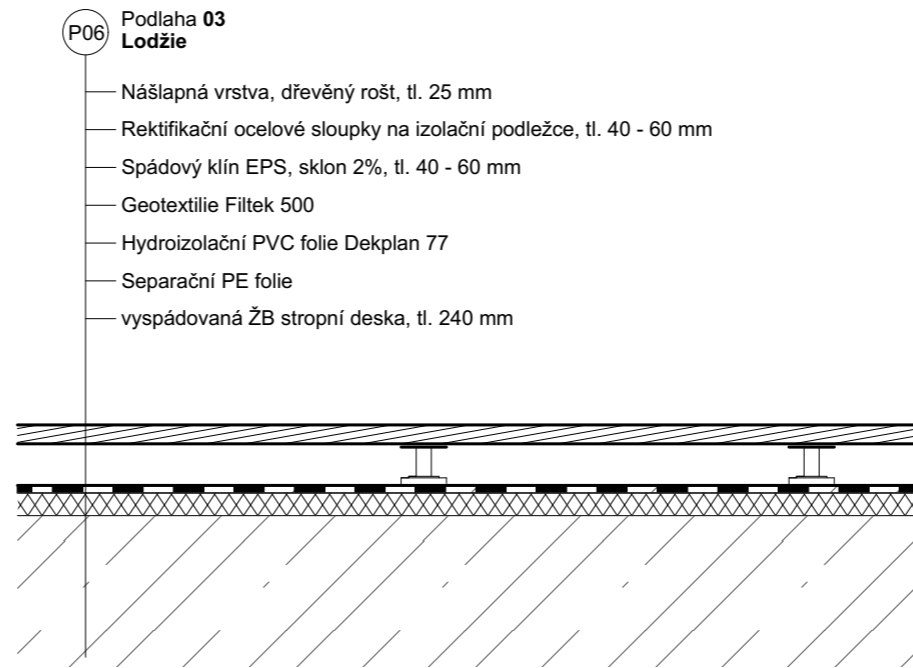 P06
Podlaha 03
Lodžie
Nášlapná vrstva, dřevěný rošt, tl. 25 mm
Rektifikační ocelové sloupky na izolační podležce, tl. 40 - 60 mm
Spádový klín EPS, sklon 2%, tl. 40 - 60 mm
Geotextilie Filtek 500
Hydroizolační PVC folie Dekplan 77
Separační PE folie
vyspádovaná ŽB stropní deska, tl. 240 mm